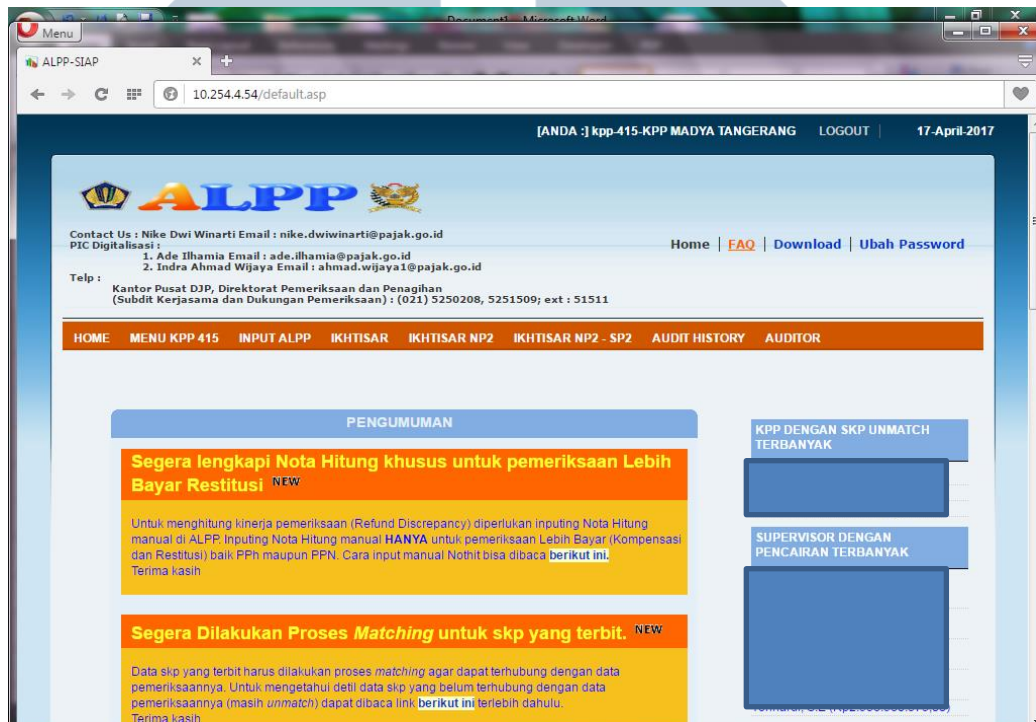 Document1 - Microsoft Word
Menu
ALPP-SIAP
10.254.4.54/default.asp
[ANDA :] kpp-415-KPP MADYA TANGERANG LOGOUT | 17-April-2017
ALPP
Contact Us : Nike Dwi Winarti Email : nike.dwiwinarti@pajak.go.id
PIC Digitalisasi :
1. Ade Ilhamia Email : ade.ilhamia@pajak.go.id
2. Indra Ahmad Wijaya Email : ahmad.wijaya1@pajak.go.id
Telp :
Kantor Pusat DJP, Direktorat Pemeriksaan dan Penagihan
(Subdit Kerjasama dan Dukungan Pemeriksaan) : (021) 5250208, 5251509; ext : 51511
Home | FAQ | Download | Ubah Password
HOME MENU KPP 415 INPUT ALPP IKHTISAR IKHTISAR NP2 IKHTISAR NP2 - SP2 AUDIT HISTORY AUDITOR
PENGUMUMAN
Segera lengkapi Nota Hitung khusus untuk pemeriksaan Lebih
Bayar Restitusi NEW
Untuk menghitung kinerja pemeriksaan (Refund Discrepancy) diperlukan inputing Nota Hitung
manual di ALPP. Inputing Nota Hitung manual HANYA untuk pemeriksaan Lebih Bayar (Kompensasi
dan Restitusi) baik PPh maupun PPN. Cara input manual Nothit bisa dibaca berikut ini.
Terima kasih
Segera Dilakukan Proses Matching untuk skp yang terbit. NEW
Data skp yang terbit harus dilakukan proses matching agar dapat terhubung dengan data
pemeriksaannya. Untuk mengetahui detil data skp yang belum terhubung dengan data
pemeriksaannya (masih unmatch) dapat dibaca link berikut ini terlebih dahulu.
Terima kasih
KPP DENGAN SKP UNMATCH
TERBANYAK
SUPERVISOR DENGAN
PENCAIRAN TERBANYAK